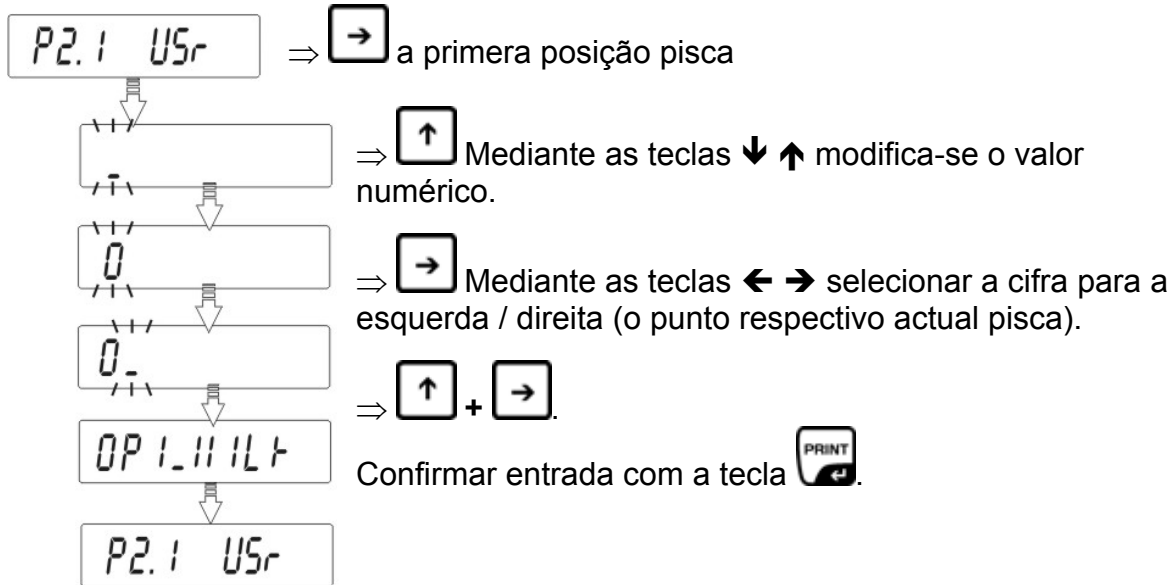 P2.1 USr ⇒ → a primera posição pisca
_
⇒ ↑ Mediante as teclas ↓ ↑ modifica-se o valor
numérico.
0
⇒ → Mediante as teclas ← → selecionar a cifra para a
esquerda / direita (o punto respectivo actual pisca).
0_
⇒ ↑ + →.
Confirmar entrada com a tecla PRINT.
P2.1 USr